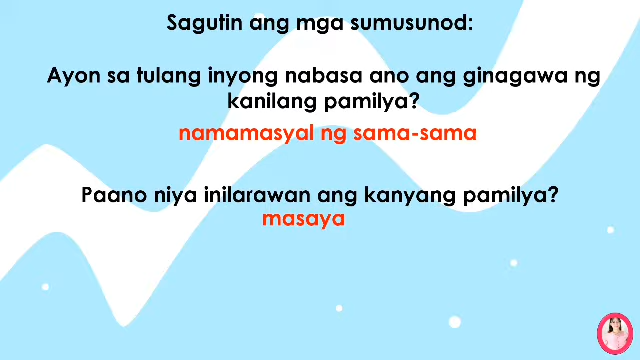 Sagutin ang mga sumusunod:
Ayon sa tulang inyong nabasa ano ang ginagawa ng
kanilang pamilya?
namamasyal ng sama-sama
Paano niya inilarawan ang kanyang pamilya?
masaya